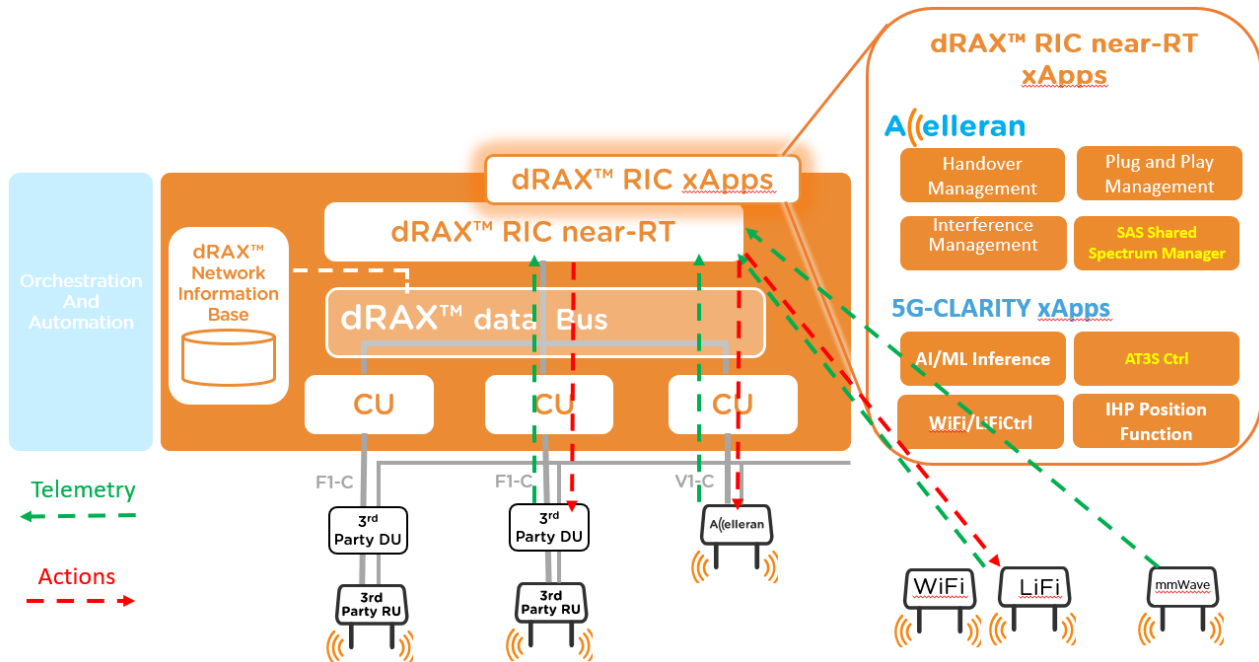 dRAX™ RIC near-RT
xApps
Accelleran
Handover
Management
Plug and Play
Management
Interference
Management
SAS Shared
Spectrum Manager
5G-CLARITY xApps
AI/ML Inference
AT3S Ctrl
WiFi/LiFiCtrl
IHP Position
Function
dRAX™ RIC xApps
dRAX™ RIC near-RT
Orchestration
And
Automation
dRAX™
Network
Information
Base
dRAX™ data Bus
CU
CU
CU
F1-C
F1-C
V1-C
Telemetry
Actions
3rd
Party DU
3rd
Party DU
Accelleran
3rd
Party RU
3rd
Party RU
WiFi
LiFi
mmWave